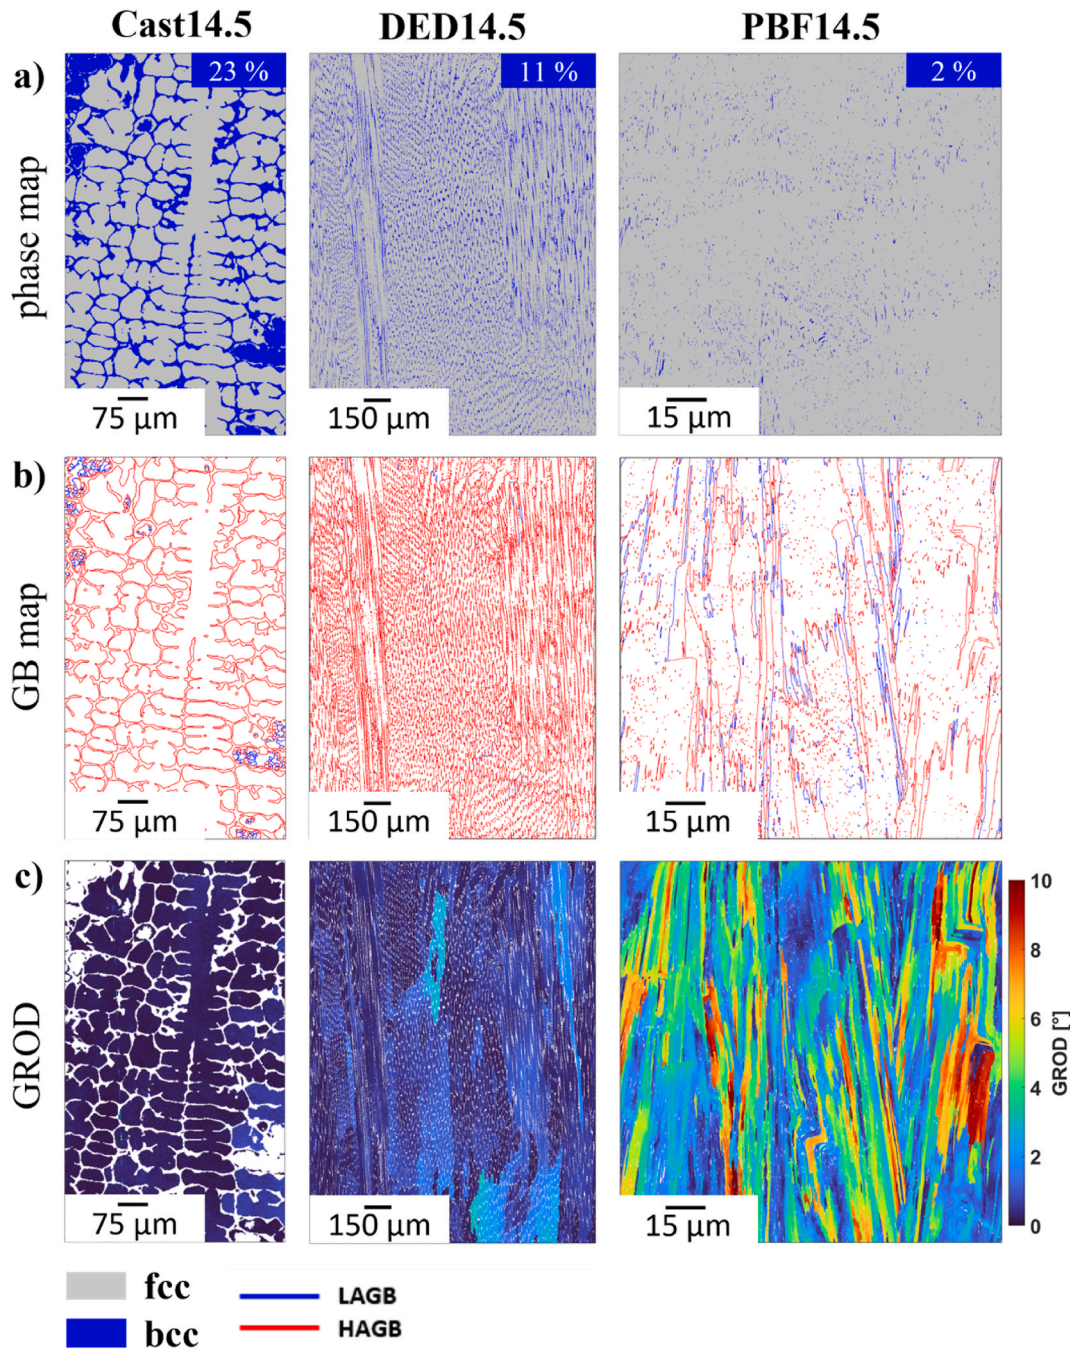 Cast14.5 DED14.5 PBF14.5
a)
phase map
23 % 11 % 2 %
75 µm 150 µm 15 µm
b)
GB map
75 µm 150 µm 15 µm
c)
GROD
10
8
6
4
2
0
GROD [°]
75 µm 150 µm 15 µm
fcc LAGB
bcc HAGB